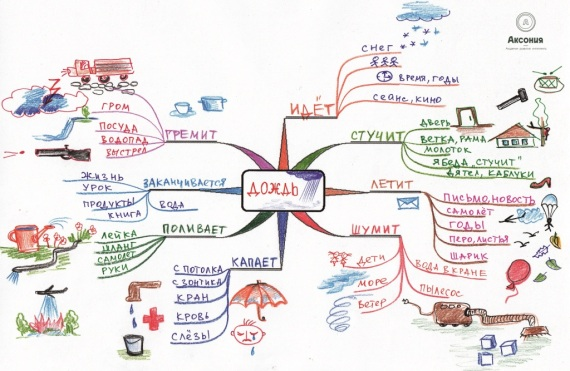 Аксония
ДОЖДЬ
ИДЁТ
СНЕГ
ВРЕМЯ, ГОДЫ
СЕАНС, КИНО
СТУЧИТ
ДВЕРЬ
ВЕТКА, РАМА
МОЛОТОК
ЯБЕДА „СТУЧИТ"
ДЯТЕЛ, КАБЛУКИ
ЛЕТИТ
ПИСЬМО, НОВОСТЬ
САМОЛЁТ
ГОДЫ
ПЕРО, ЛИСТЬЯ
ШАРИК
ШУМИТ
ДЕТИ
МОРЕ
ВЕТЕР
ВОДА В КРАНЕ
ПЫЛЕСОС
КАПАЕТ
С ПОТОЛКА
С ЗОНТИКА
КРАН
КРОВЬ
СЛЁЗЫ
ПОЛИВАЕТ
ЛЕЙКА
ШЛАНГ
САМОЛЕТ
РУКИ
ЗАКАНЧИВАЕТСЯ
ЖИЗНЬ
УРОК
ПРОДУКТЫ
КНИГА
ВОДА
ГРЕМИТ
ГРОМ
ПОСУДА
ВОДОПАД
ВЫСТРЕЛ